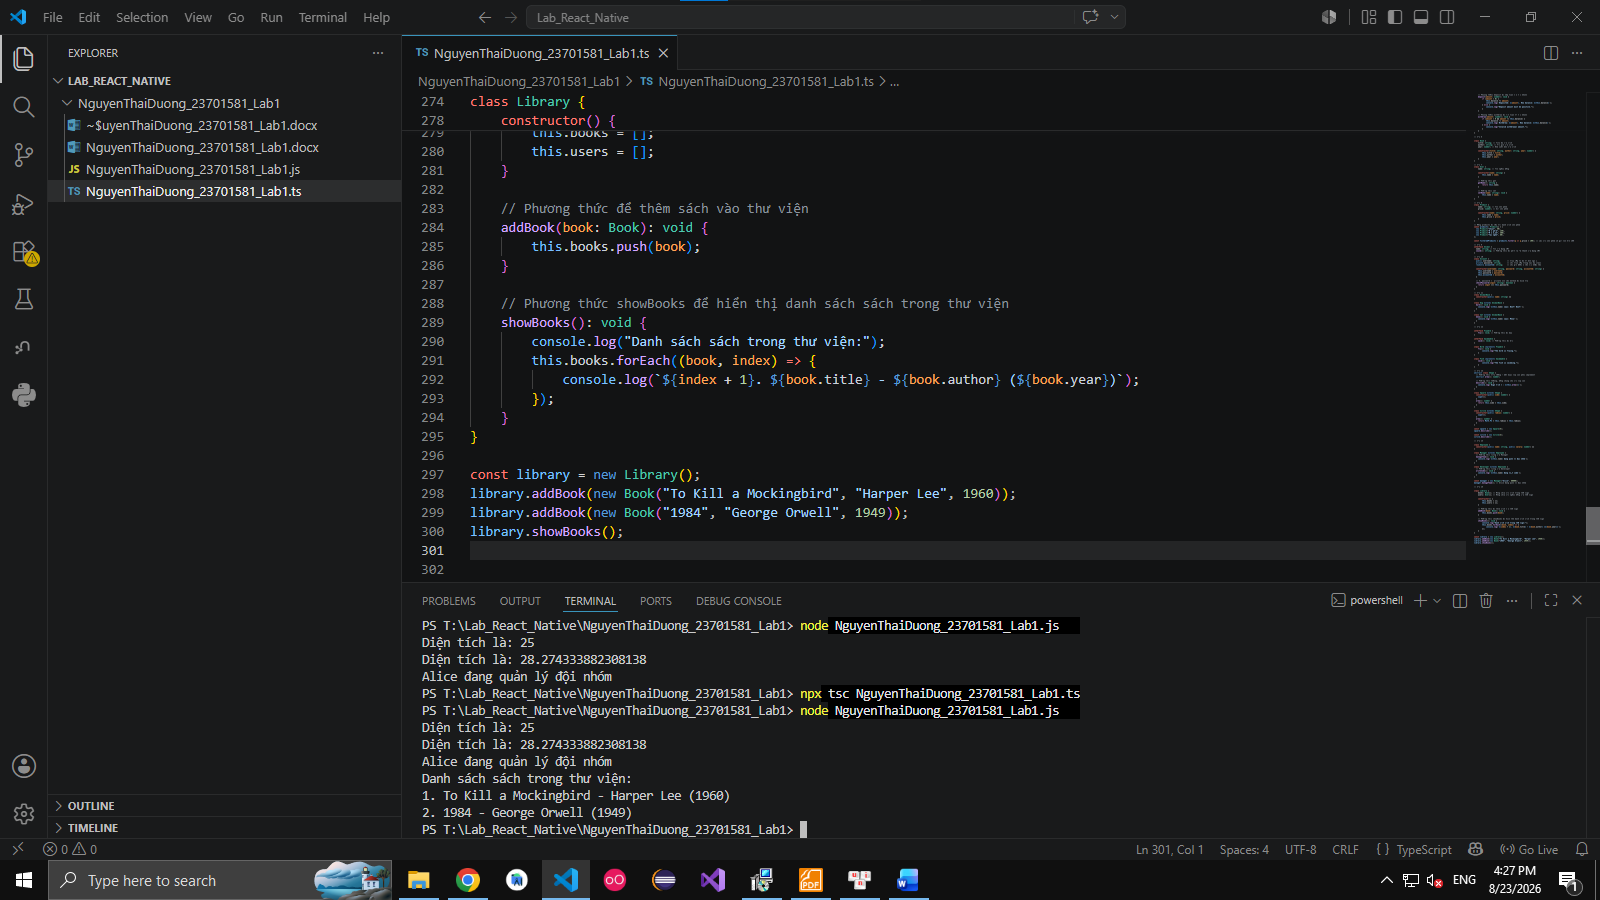 File Edit Selection View Go Run Terminal Help
Lab_React_Native
EXPLORER
LAB_REACT_NATIVE
NguyenThaiDuong_23701581_Lab1
~$uyenThaiDuong_23701581_Lab1.docx
NguyenThaiDuong_23701581_Lab1.docx
JS NguyenThaiDuong_23701581_Lab1.js
TS NguyenThaiDuong_23701581_Lab1.ts
OUTLINE
TIMELINE
TS NguyenThaiDuong_23701581_Lab1.ts
NguyenThaiDuong_23701581_Lab1 > TS NguyenThaiDuong_23701581_Lab1.ts > ...
274 class Library {
278 constructor() {
279 this.books = [];
280 this.users = [];
281 }
282
283 // Phương thức để thêm sách vào thư viện
284 addBook(book: Book): void {
285 this.books.push(book);
286 }
287
288 // Phương thức showBooks để hiển thị danh sách sách trong thư viện
289 showBooks(): void {
290 console.log("Danh sách sách trong thư viện:");
291 this.books.forEach((book, index) => {
292 console.log(`${index + 1}. ${book.title} - ${book.author} (${book.year})`);
293 });
294 }
295 }
296
297 const library = new Library();
298 library.addBook(new Book("To Kill a Mockingbird", "Harper Lee", 1960));
299 library.addBook(new Book("1984", "George Orwell", 1949));
300 library.showBooks();
301
302
PROBLEMS OUTPUT TERMINAL PORTS DEBUG CONSOLE
powershell
PS T:\Lab_React_Native\NguyenThaiDuong_23701581_Lab1> node NguyenThaiDuong_23701581_Lab1.js
Diện tích là: 25
Diện tích là: 28.274333882308138
Alice đang quản lý đội nhóm
PS T:\Lab_React_Native\NguyenThaiDuong_23701581_Lab1> npx tsc NguyenThaiDuong_23701581_Lab1.ts
PS T:\Lab_React_Native\NguyenThaiDuong_23701581_Lab1> node NguyenThaiDuong_23701581_Lab1.js
Diện tích là: 25
Diện tích là: 28.274333882308138
Alice đang quản lý đội nhóm
Danh sách sách trong thư viện:
1. To Kill a Mockingbird - Harper Lee (1960)
2. 1984 - George Orwell (1949)
PS T:\Lab_React_Native\NguyenThaiDuong_23701581_Lab1>
0 0
Ln 301, Col 1 Spaces: 4 UTF-8 CRLF { } TypeScript Go Live
Type here to search
ENG
4:27 PM
8/23/2026
1